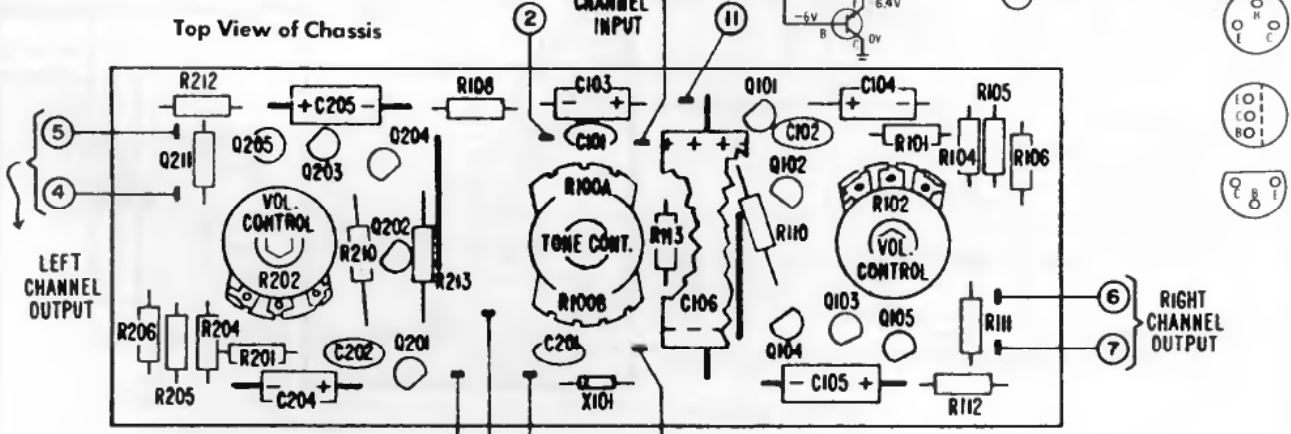 Top View of Chassis
2
CHANNEL
INPUT
11
-6V
B
C
0V
-6.4V
R212
C205
R108
C103
Q101
C104
R105
5
Q211
Q205
Q203
Q204
C101
C102
R101
R104
R106
Q102
4
VOL.
CONTROL
R202
R210
Q202
R213
R100A
TONE CONT.
R100B
R113
C106
R110
R102
VOL.
CONTROL
LEFT
CHANNEL
OUTPUT
R206
R205
R204
R201
C204
C202
Q201
C201
X101
Q104
Q103
Q105
C105
R111
R112
6
7
RIGHT
CHANNEL
OUTPUT
E
C
E
C
B
C
B
E